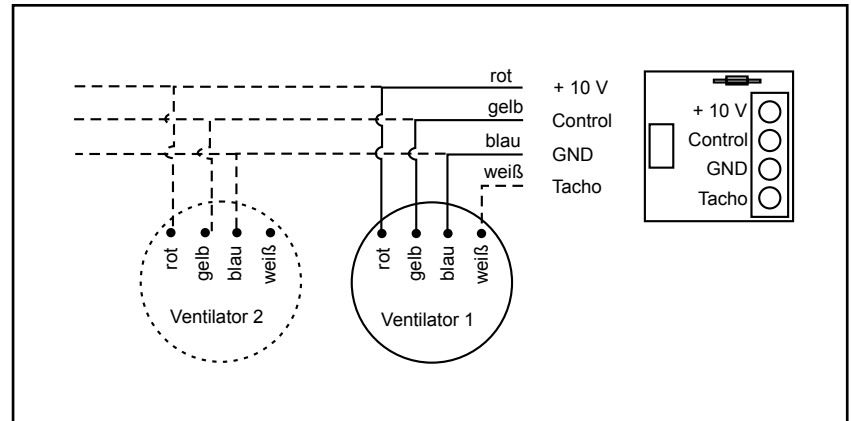 rot
+ 10 V
gelb
Control
blau
GND
weiß
Tacho
+ 10 V
Control
GND
Tacho
rot
gelb
blau
weiß
Ventilator 2
rot
gelb
blau
weiß
Ventilator 1